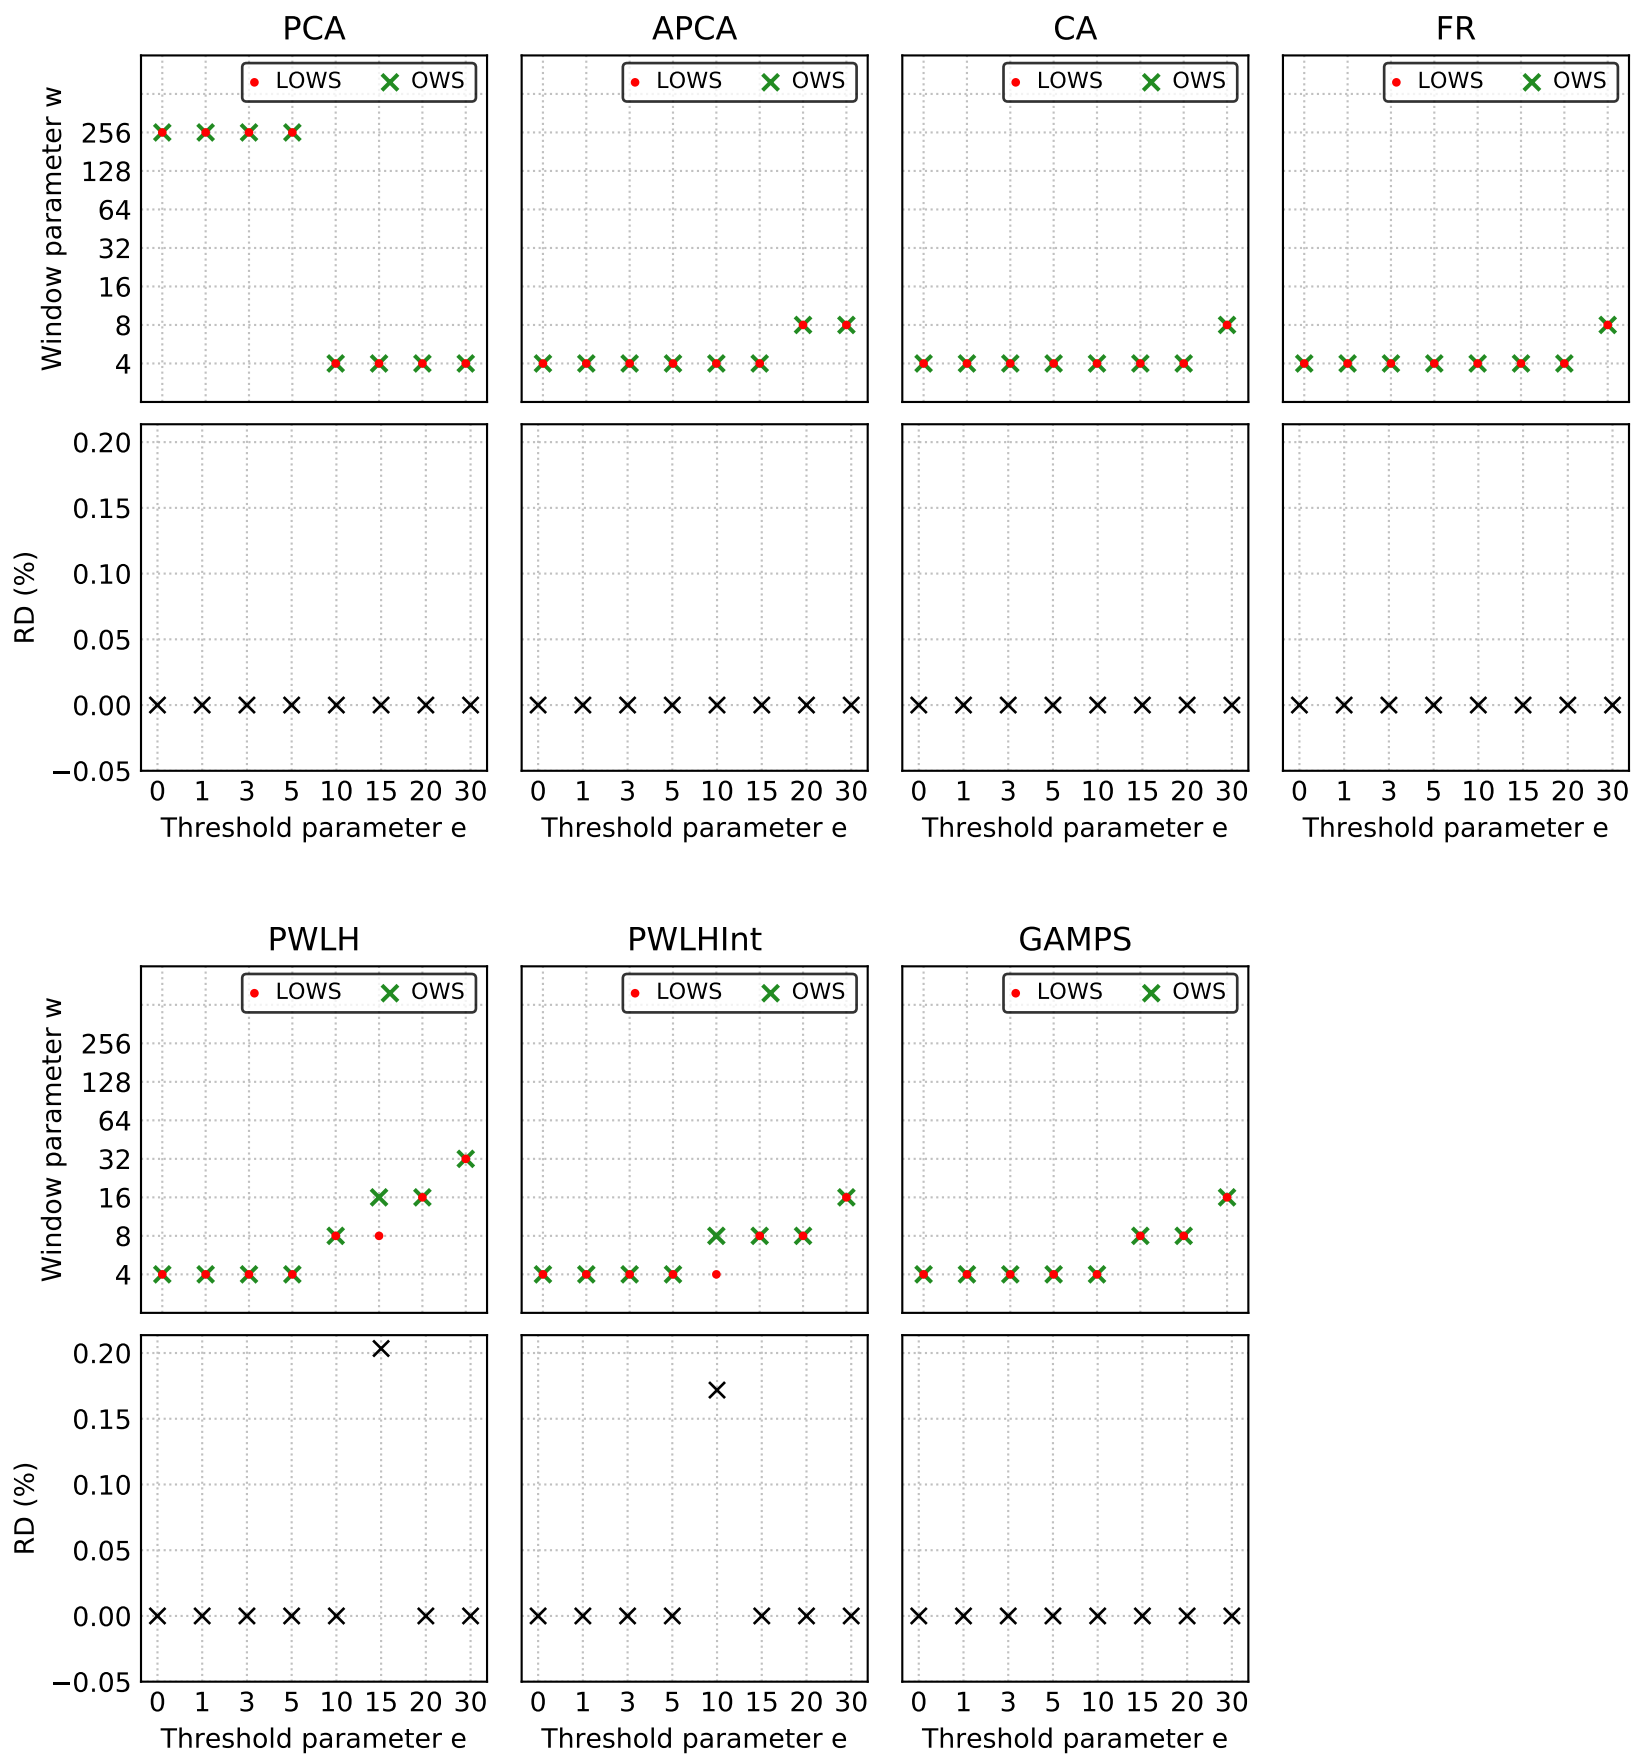 PCA APCA CA FR
LOWS OWS LOWS OWS LOWS OWS LOWS OWS
Window parameter w
256
128
64
32
16
8
4
RD (%)
0.20
0.15
0.10
0.05
0.00
−0.05
0 1 3 5 10 15 20 30 0 1 3 5 10 15 20 30 0 1 3 5 10 15 20 30 0 1 3 5 10 15 20 30
Threshold parameter e Threshold parameter e Threshold parameter e Threshold parameter e
PWLH PWLHInt GAMPS
LOWS OWS LOWS OWS LOWS OWS
Window parameter w
256
128
64
32
16
8
4
RD (%)
0.20
0.15
0.10
0.05
0.00
−0.05
0 1 3 5 10 15 20 30 0 1 3 5 10 15 20 30 0 1 3 5 10 15 20 30
Threshold parameter e Threshold parameter e Threshold parameter e